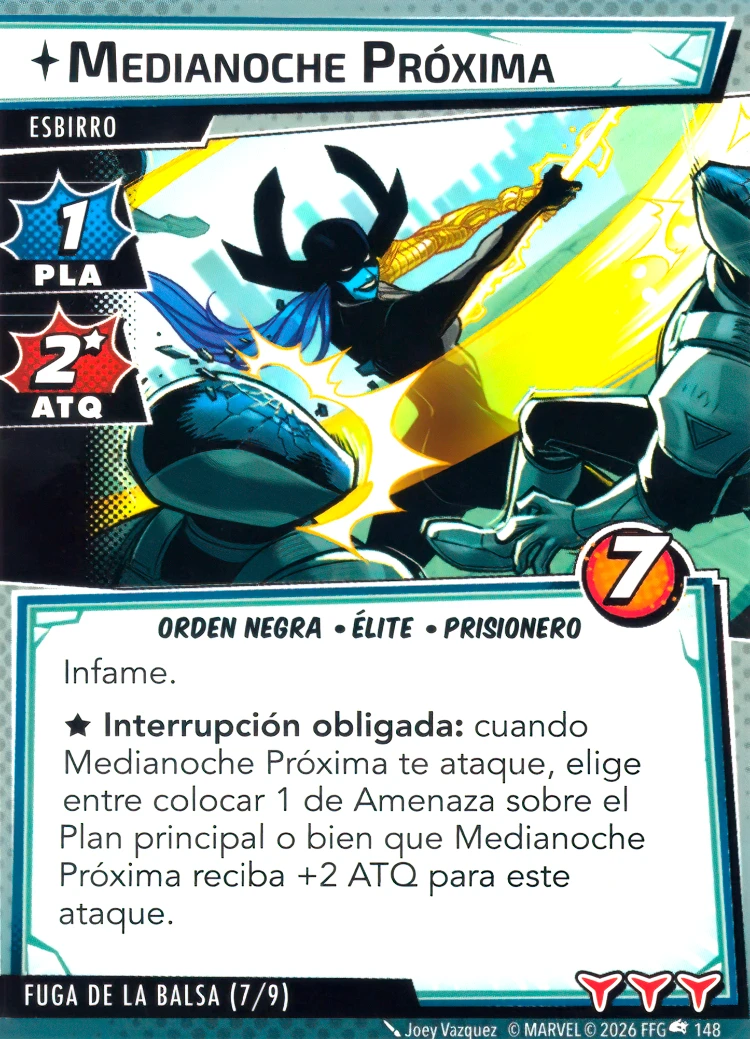 MEDIANOCHE PRÓXIMA
ESBIRRO
1
PLA
2
ATQ
7
ORDEN NEGRA • ÉLITE • PRISIONERO
Infame.
★ Interrupción obligada: cuando
Medianoche Próxima te ataque, elige
entre colocar 1 de Amenaza sobre el
Plan principal o bien que Medianoche
Próxima reciba +2 ATQ para este
ataque.
FUGA DE LA BALSA (7/9)
Joey Vazquez © MARVEL © 2026 FFG 148